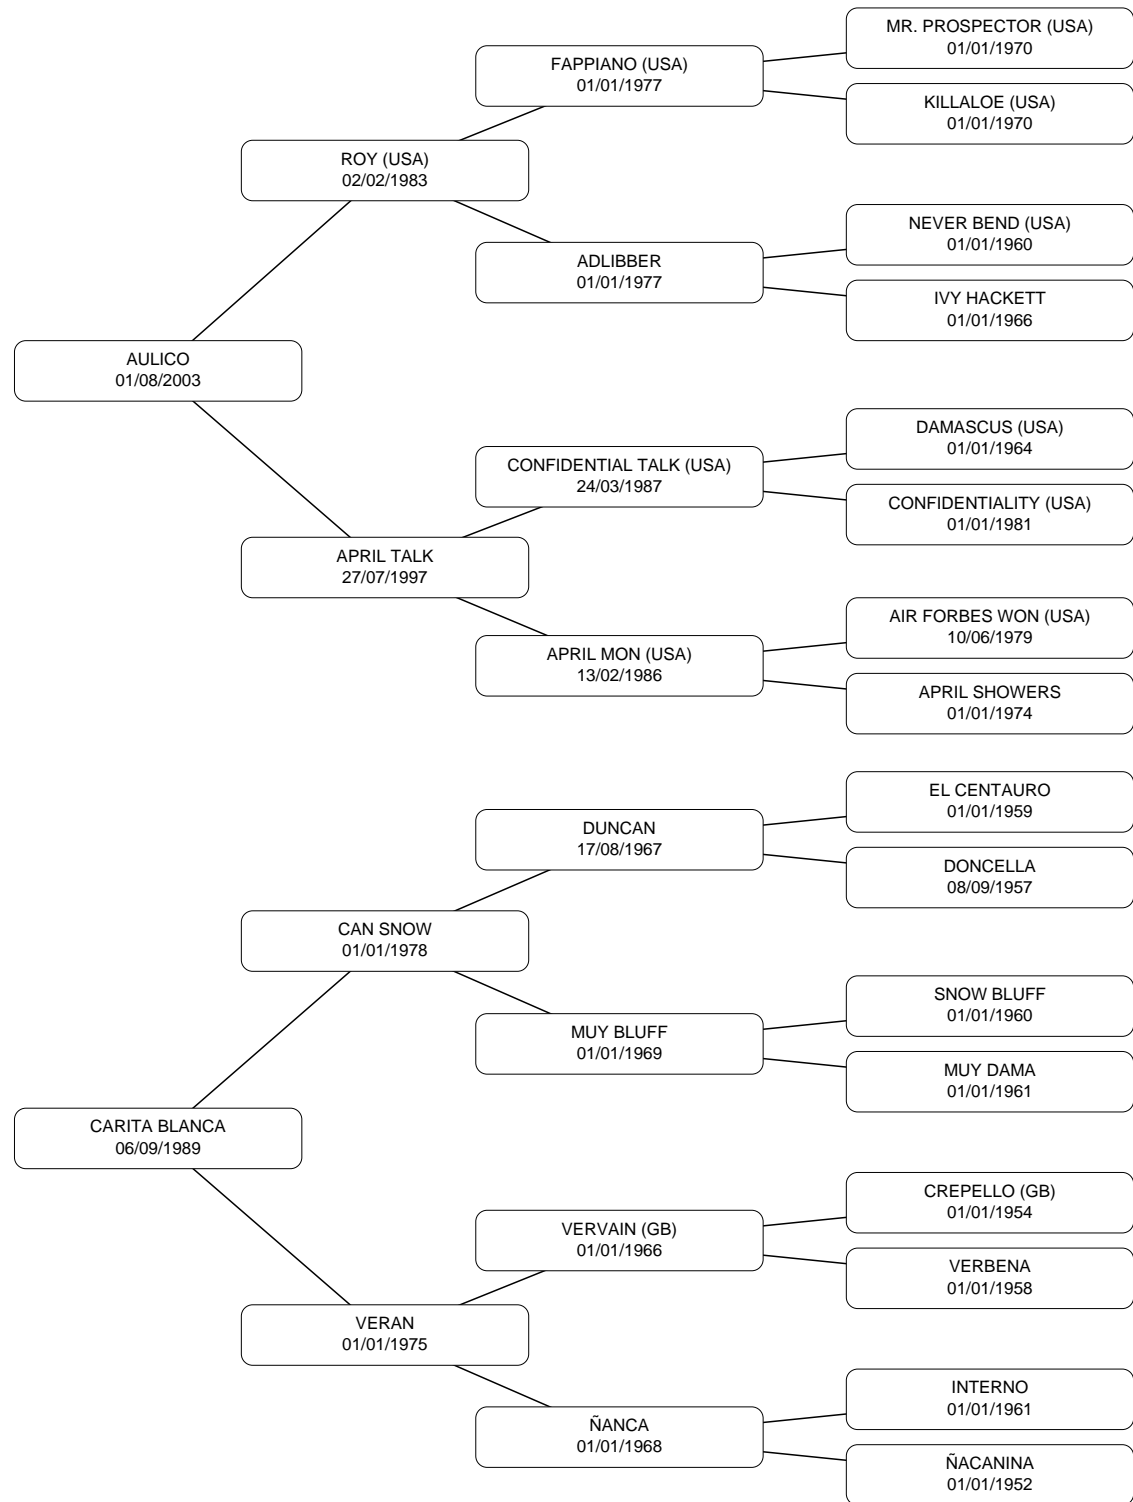 MR. PROSPECTOR (USA)
01/01/1970
FAPPIANO (USA)
01/01/1977
KILLALOE (USA)
01/01/1970
ROY (USA)
02/02/1983
NEVER BEND (USA)
01/01/1960
ADLIBBER
01/01/1977
IVY HACKETT
01/01/1966
AULICO
01/08/2003
DAMASCUS (USA)
01/01/1964
CONFIDENTIAL TALK (USA)
24/03/1987
CONFIDENTIALITY (USA)
01/01/1981
APRIL TALK
27/07/1997
AIR FORBES WON (USA)
10/06/1979
APRIL MON (USA)
13/02/1986
APRIL SHOWERS
01/01/1974
EL CENTAURO
01/01/1959
DUNCAN
17/08/1967
DONCELLA
08/09/1957
CAN SNOW
01/01/1978
SNOW BLUFF
01/01/1960
MUY BLUFF
01/01/1969
MUY DAMA
01/01/1961
CARITA BLANCA
06/09/1989
CREPELLO (GB)
01/01/1954
VERVAIN (GB)
01/01/1966
VERBENA
01/01/1958
VERAN
01/01/1975
INTERNO
01/01/1961
ÑANCA
01/01/1968
ÑACANINA
01/01/1952